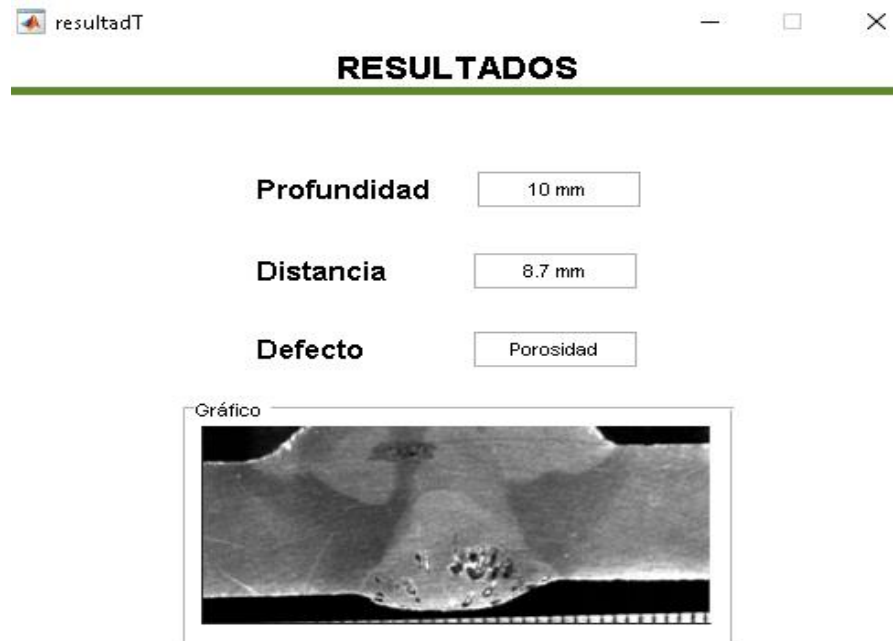 resultadT
RESULTADOS
Profundidad 10 mm
Distancia 8.7 mm
Defecto Porosidad
Gráfico